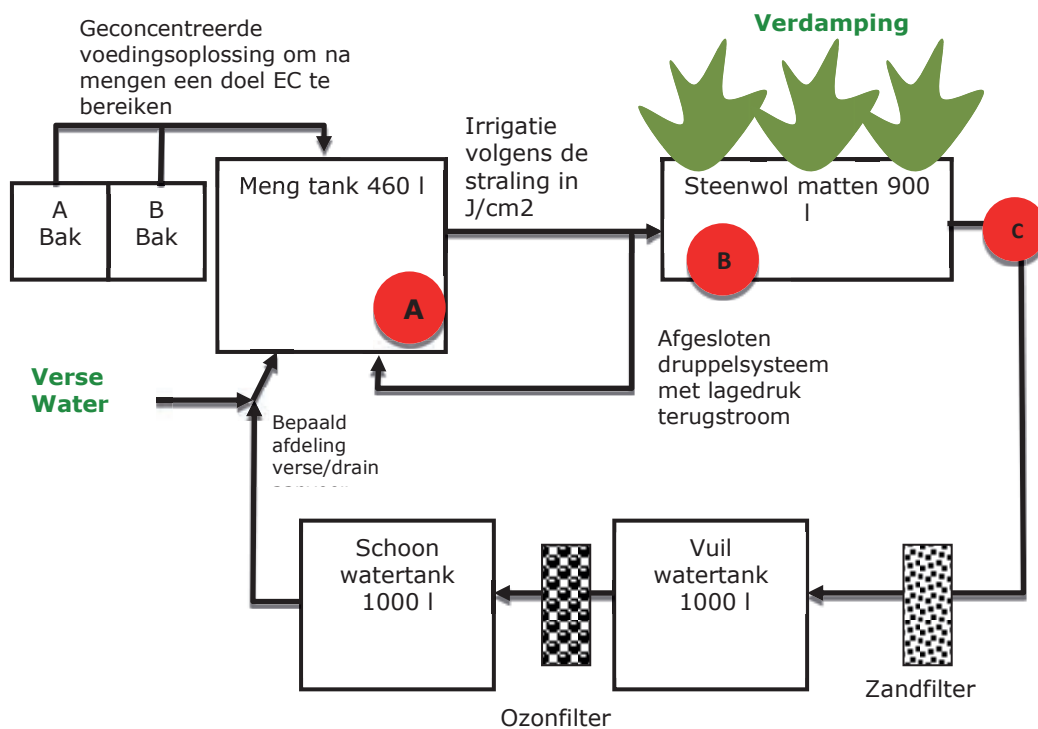 Geconcentreerde
voedingsoplossing om na
mengen een doel EC te
bereiken
Verdamping
A
Bak
B
Bak
Meng tank 460 l
A
Irrigatie
volgens de
straling in
J/cm2
Steenwol matten 900
l
B
C
Afgesloten
druppelsysteem
met lagedruk
terugstroom
Verse
Water
Bepaald
afdeling
verse/drain
Schoon
watertank
1000 l
Vuil
watertank
1000 l
Ozonfilter
Zandfilter